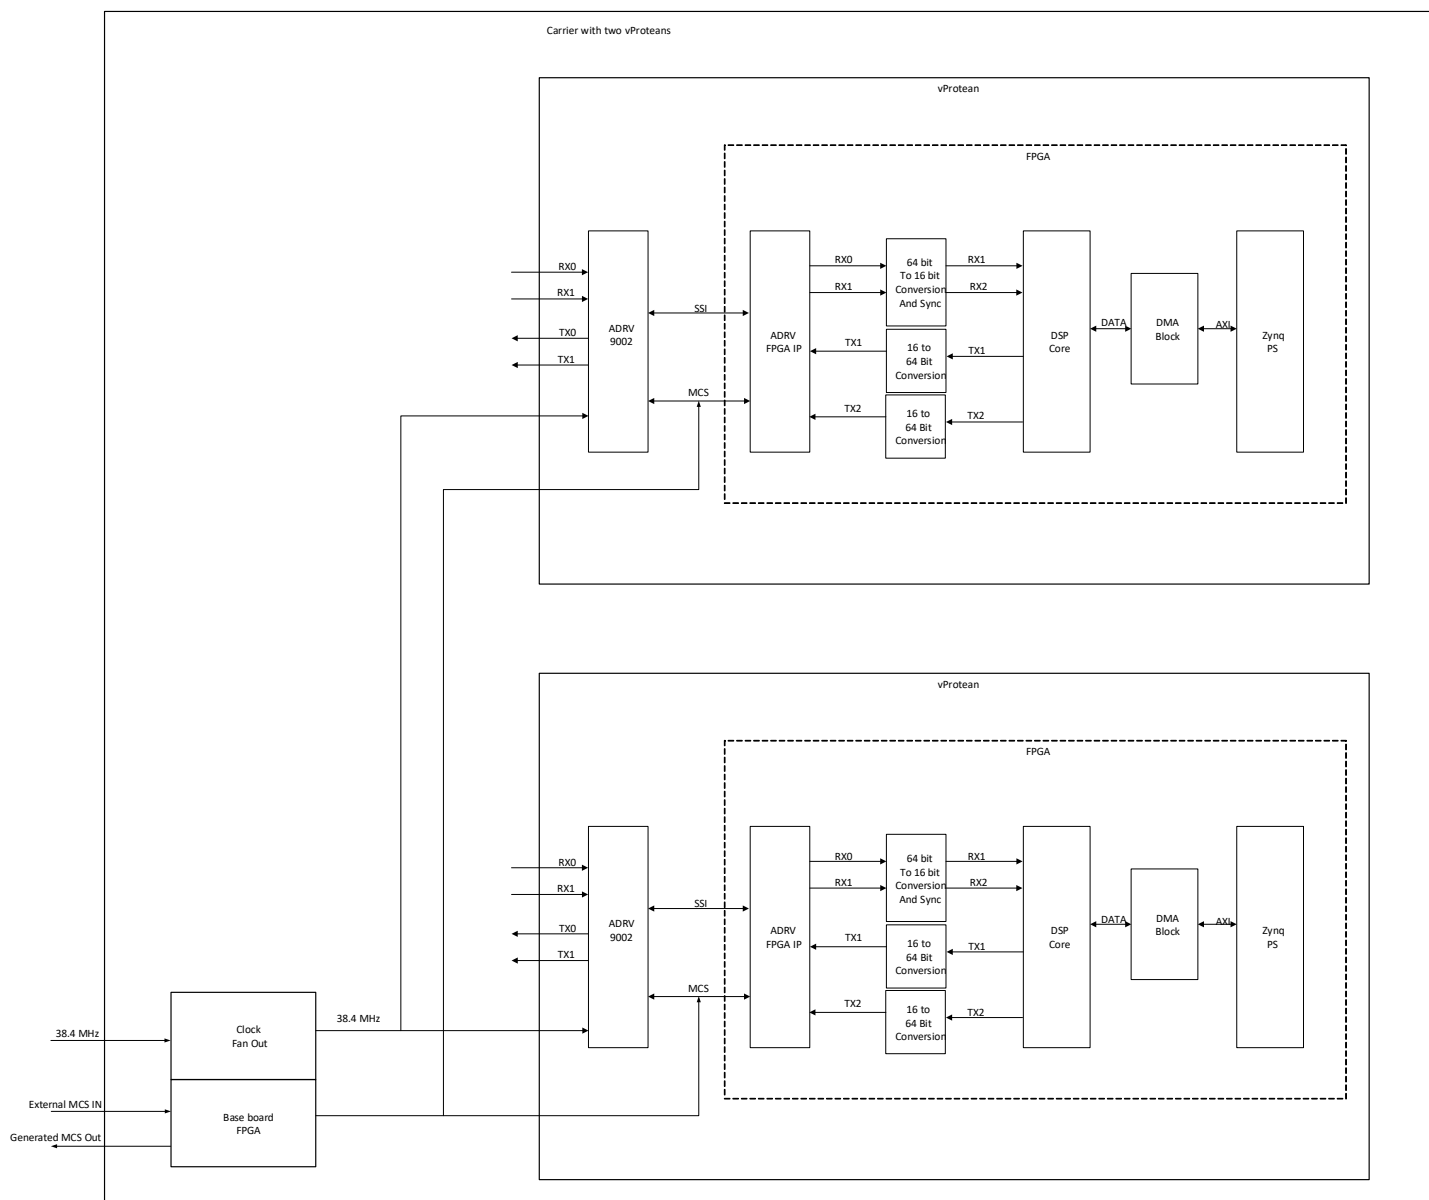 Carrier with two vProteans
vProtean
FPGA
RX0
RX1
TX0
TX1
ADRV
9002
SSI
MCS
ADRV
FPGA IP
RX0
RX1
TX1
TX2
64 bit
To 16 bit
Conversion
And Sync
16 to
64 Bit
Conversion
16 to
64 Bit
Conversion
RX1
RX2
TX1
TX2
DSP
Core
DATA
DMA
Block
AXI
Zynq
PS
vProtean
FPGA
RX0
RX1
TX0
TX1
ADRV
9002
SSI
MCS
ADRV
FPGA IP
RX0
RX1
TX1
TX2
64 bit
To 16 bit
Conversion
And Sync
16 to
64 Bit
Conversion
16 to
64 Bit
Conversion
RX1
RX2
TX1
TX2
DSP
Core
DATA
DMA
Block
AXI
Zynq
PS
38.4 MHz
Clock
Fan Out
38.4 MHz
External MCS IN
Generated MCS Out
Base board
FPGA